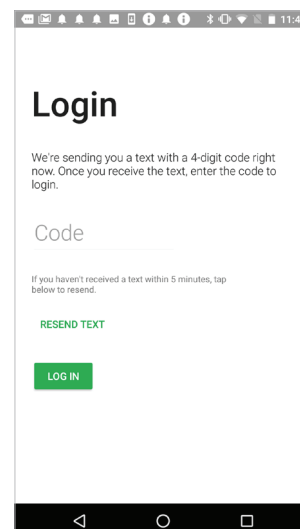 11:4
Login
We're sending you a text with a 4-digit code right
now. Once you receive the text, enter the code to
login.
Code
If you haven't received a text within 5 minutes, tap
below to resend.
RESEND TEXT
LOG IN